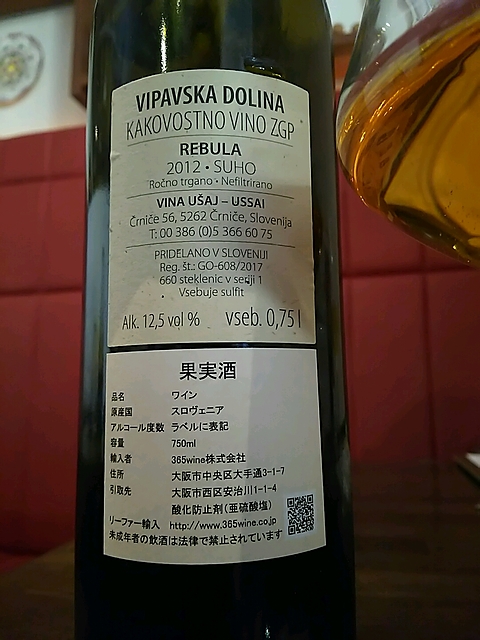 VIPAVSKA DOLINA
KAKOVOSTNO VINO ZGP
REBULA
2012 • SUHO
Ročno trgano • Nefiltrirano
VINA UŠAJ – USSAI
Črniče 56, 5262 Črniče, Slovenija
T: 00 386 (0)5 366 60 75
PRIDELANO V SLOVENIJI
Reg. št.: GO-608/2017
660 steklenic v seriji 1
Vsebuje sulfit
Alk. 12,5 vol % vseb. 0,75 l
果実酒
品名 ワイン
原産国 スロヴェニア
アルコール度数 ラベルに表記
容量 750ml
輸入者 365wine株式会社
住所 大阪市中央区大手通3-1-7
引取先 大阪市西区安治川1-1-4
酸化防止剤(亜硫酸塩)
リーファー輸入 http://www.365wine.co.jp
未成年者の飲酒は法律で禁止されています